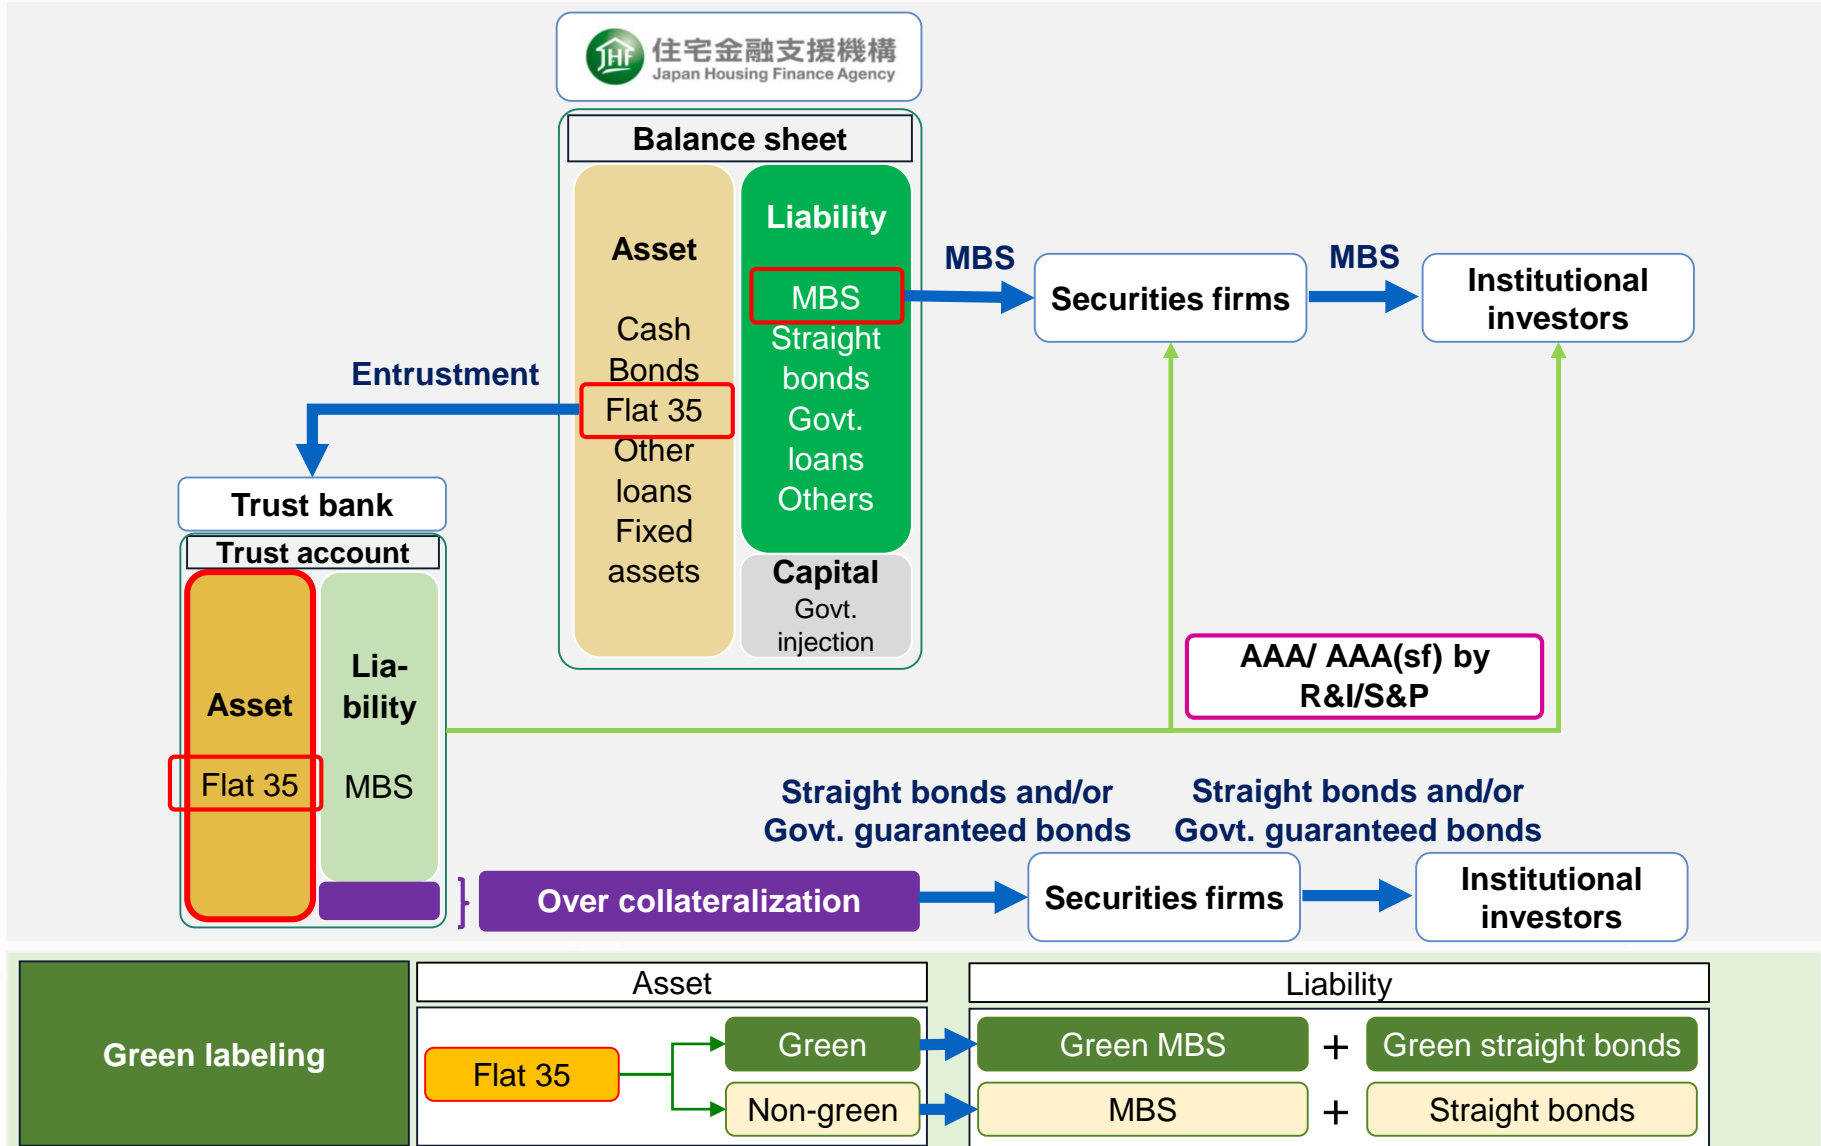 JHF
住宅金融支援機構
Japan Housing Finance Agency
Balance sheet
Asset
Cash
Bonds
Flat 35
Other
loans
Fixed
assets
Liability
MBS
Straight
bonds
Govt.
loans
Others
Capital
Govt.
injection
MBS
Securities firms
MBS
Institutional
investors
Entrustment
Trust bank
Trust account
Asset
Flat 35
Lia-
bility
MBS
AAA/ AAA(sf) by
R&I/S&P
Straight bonds and/or
Govt. guaranteed bonds
Straight bonds and/or
Govt. guaranteed bonds
Over collateralization
Securities firms
Institutional
investors
Green labeling
Asset
Liability
Flat 35
Green
Green MBS
+
Green straight bonds
Non-green
MBS
+
Straight bonds